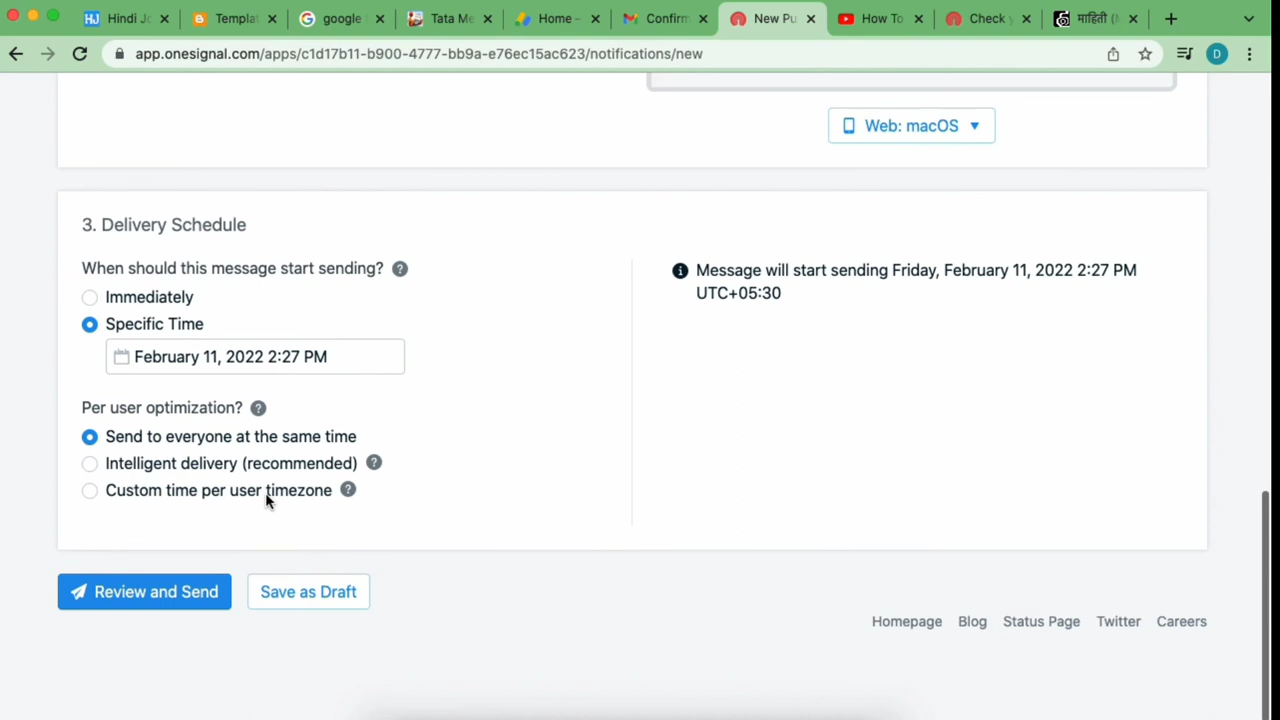 Hindi Jo
Templat
google
Tata Me
Home -
Confirm
New Pu
How To
Check
माहिती (
app.onesignal.com/apps/c1d17b11-b900-4777-bb9a-e76ec15ac623/notifications/new
D
Web: macOS
3. Delivery Schedule
When should this message start sending? ?
Immediately
Specific Time
February 11, 2022 2:27 PM
Message will start sending Friday, February 11, 2022 2:27 PM
UTC+05:30
Per user optimization? ?
Send to everyone at the same time
Intelligent delivery (recommended) ?
Custom time per user timezone ?
Review and Send
Save as Draft
Homepage Blog Status Page Twitter Careers